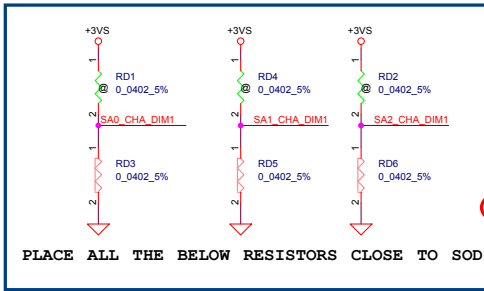 +3VS +3VS +3VS
1 1 1
RD1 RD4 RD2
@ 0_0402_5% @ 0_0402_5% @ 0_0402_5%
2 2 2
SA0_CHA_DIM1 SA1_CHA_DIM1 SA2_CHA_DIM1
1 1 1
RD3 RD5 RD6
0_0402_5% 0_0402_5% 0_0402_5%
2 2 2
PLACE ALL THE BELOW RESISTORS CLOSE TO SOD